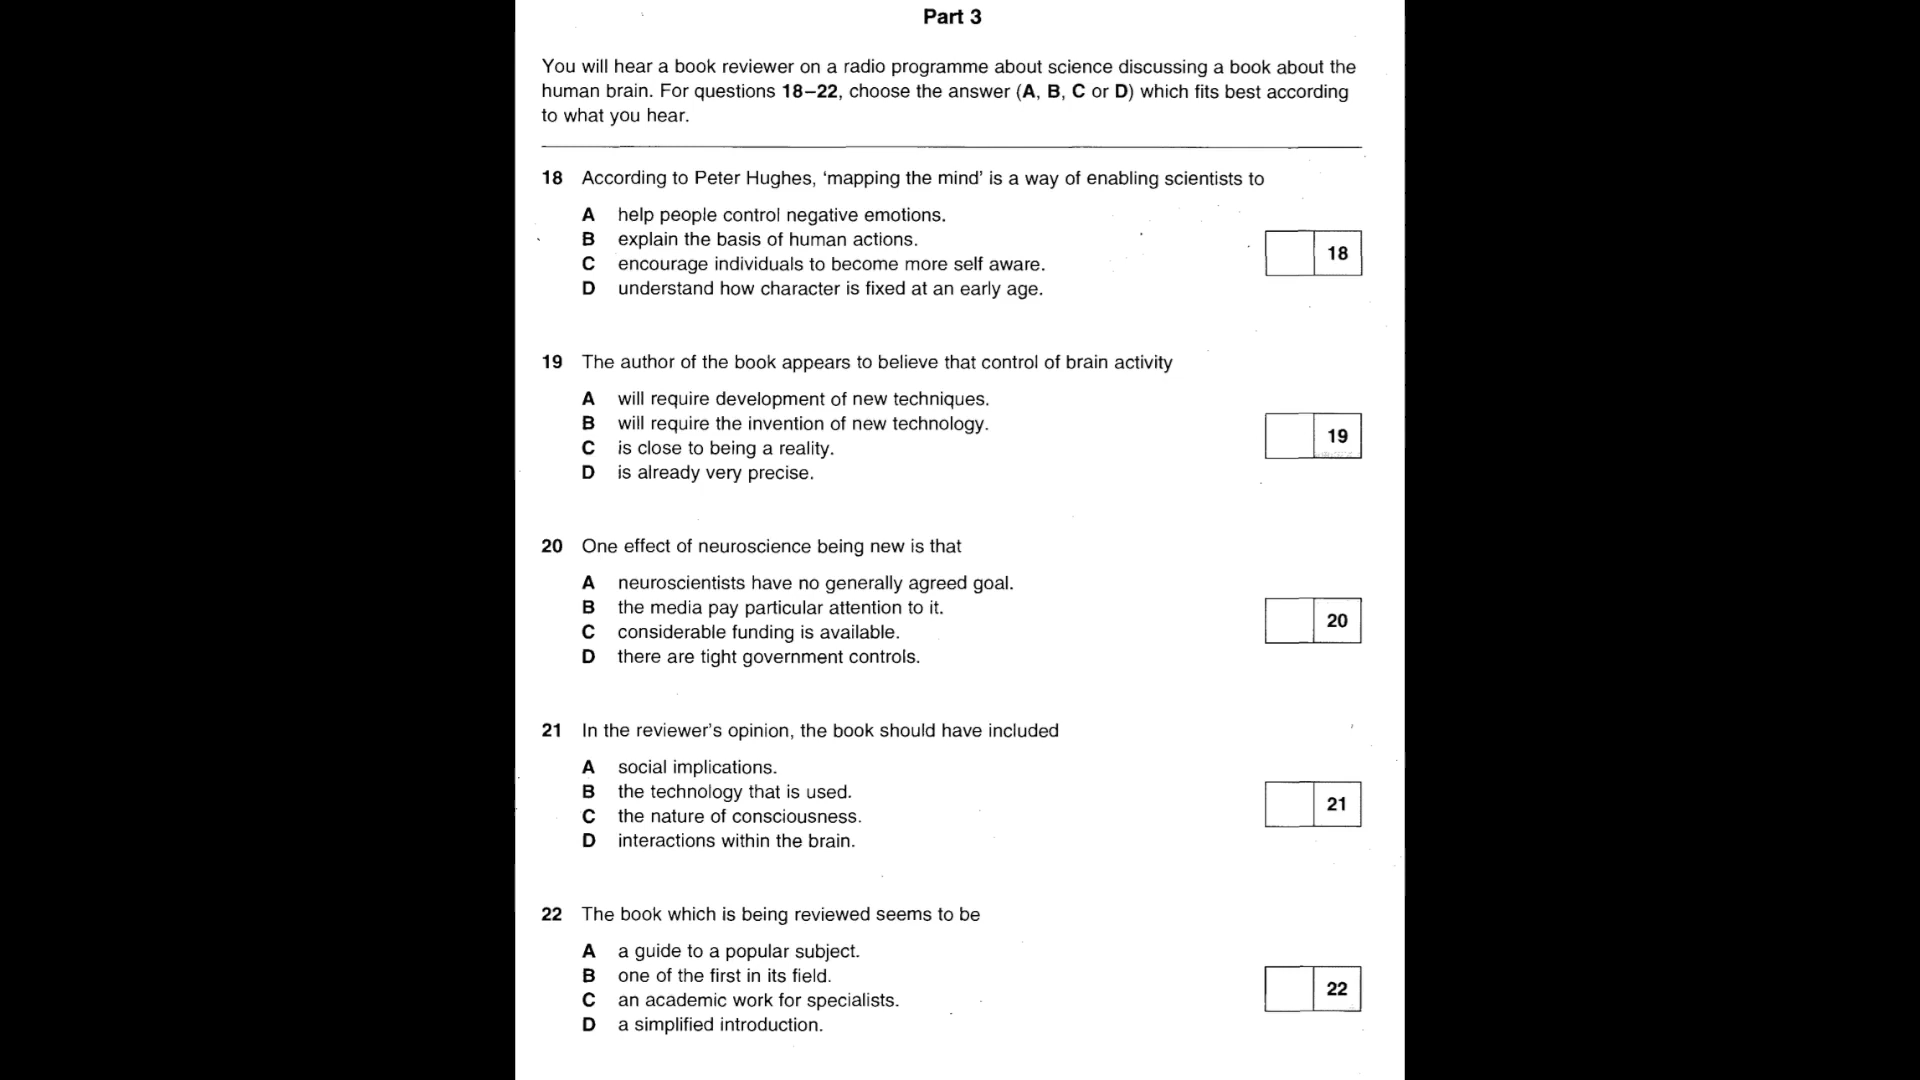 Part 3
You will hear a book reviewer on a radio programme about science discussing a book about the
human brain. For questions 18–22, choose the answer (A, B, C or D) which fits best according
to what you hear.
18 According to Peter Hughes, ‘mapping the mind’ is a way of enabling scientists to
A help people control negative emotions.
B explain the basis of human actions.
C encourage individuals to become more self aware.
D understand how character is fixed at an early age.
18
19 The author of the book appears to believe that control of brain activity
A will require development of new techniques.
B will require the invention of new technology.
C is close to being a reality.
D is already very precise.
19
20 One effect of neuroscience being new is that
A neuroscientists have no generally agreed goal.
B the media pay particular attention to it.
C considerable funding is available.
D there are tight government controls.
20
21 In the reviewer’s opinion, the book should have included
A social implications.
B the technology that is used.
C the nature of consciousness.
D interactions within the brain.
21
22 The book which is being reviewed seems to be
A a guide to a popular subject.
B one of the first in its field.
C an academic work for specialists.
D a simplified introduction.
22